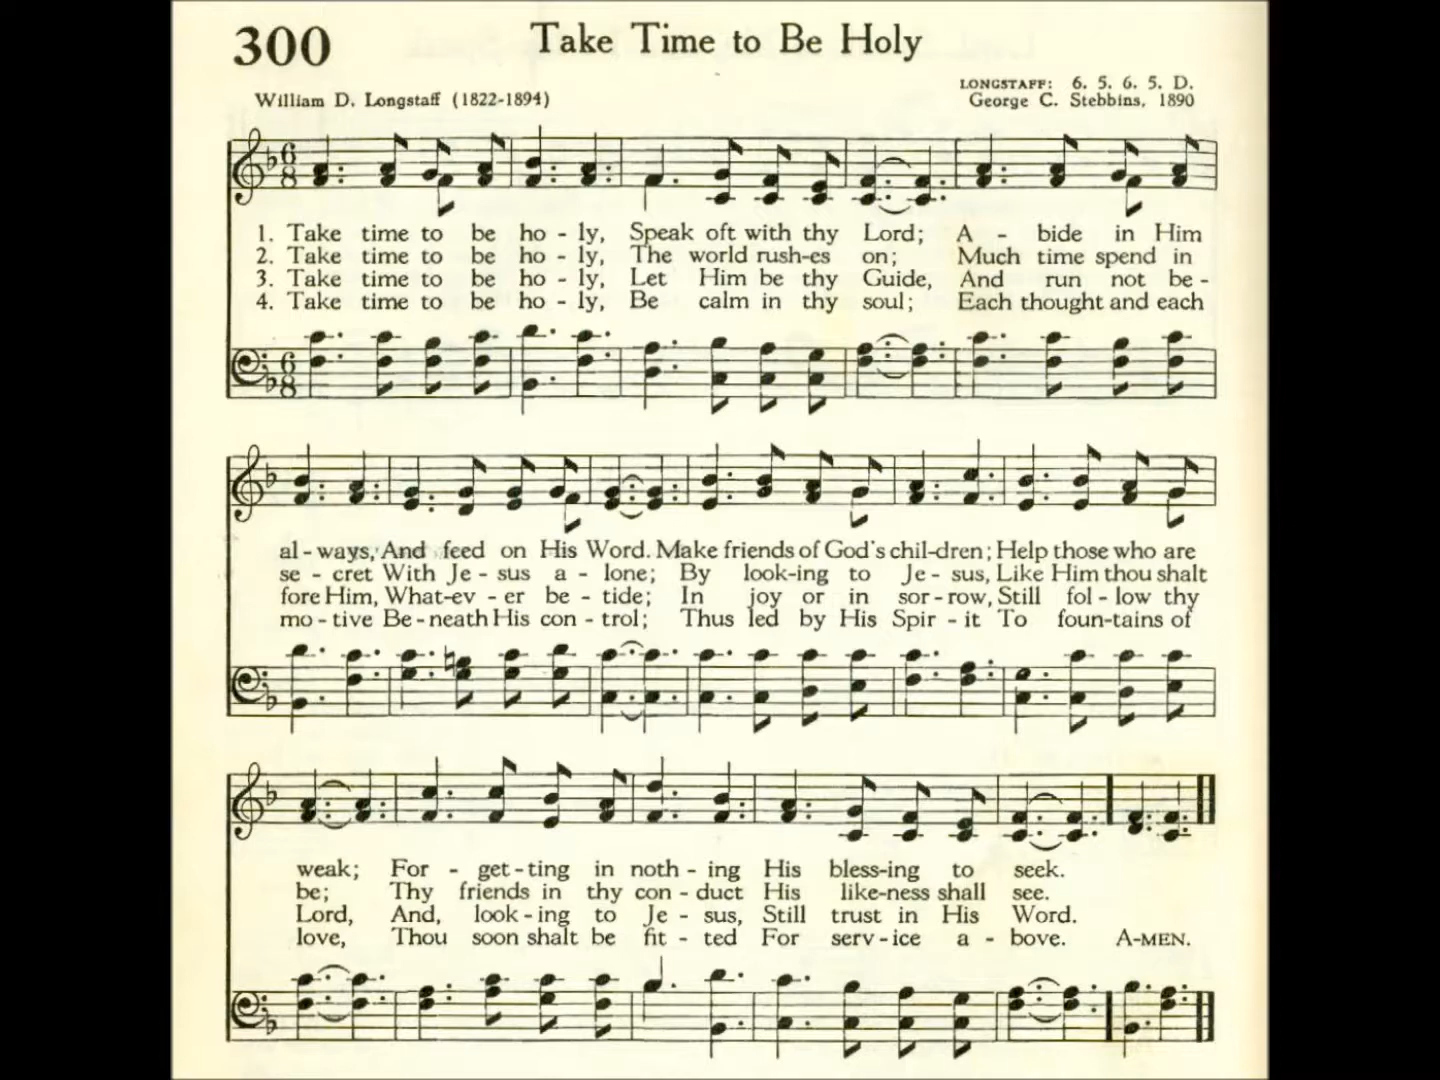 300
Take Time to Be Holy
LONGSTAFF: 6. 5. 6. 5. D.
William D. Longstaff (1822-1894)
George C. Stebbins, 1890
1. Take time to be ho - ly, Speak oft with thy Lord; A - bide in Him
2. Take time to be ho - ly, The world rush-es on; Much time spend in
3. Take time to be ho - ly, Let Him be thy Guide, And run not be -
4. Take time to be ho - ly, Be calm in thy soul; Each thought and each
al - ways, And feed on His Word. Make friends of God's chil-dren; Help those who are
se - cret With Je - sus a - lone; By look-ing to Je - sus, Like Him thou shalt
fore Him, What-ev - er be - tide; In joy or in sor - row, Still fol - low thy
mo - tive Be - neath His con - trol; Thus led by His Spir - it To foun-tains of
weak; For - get - ting in noth - ing His bless-ing to seek.
be; Thy friends in thy con - duct His like-ness shall see.
Lord, And, look - ing to Je - sus, Still trust in His Word.
love, Thou soon shalt be fit - ted For serv - ice a - bove. A-MEN.